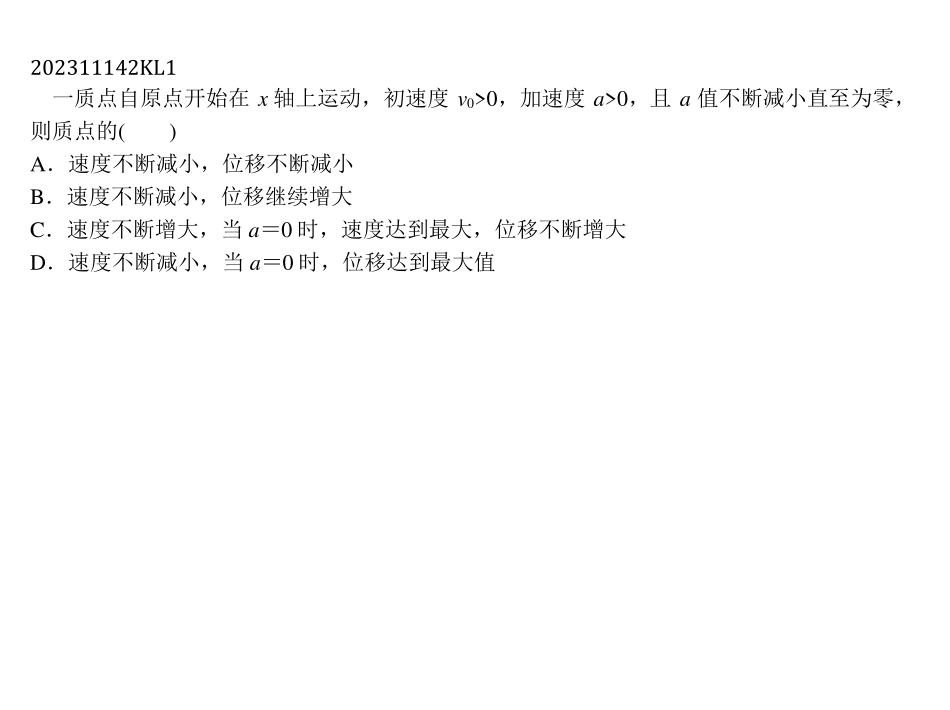 202311142KL1
一质点自原点开始在 x 轴上运动，初速度 v₀>0，加速度 a>0，且 a 值不断减小直至为零，
则质点的(　　)
A．速度不断减小，位移不断减小
B．速度不断减小，位移继续增大
C．速度不断增大，当 a＝0 时，速度达到最大，位移不断增大
D．速度不断减小，当 a＝0 时，位移达到最大值